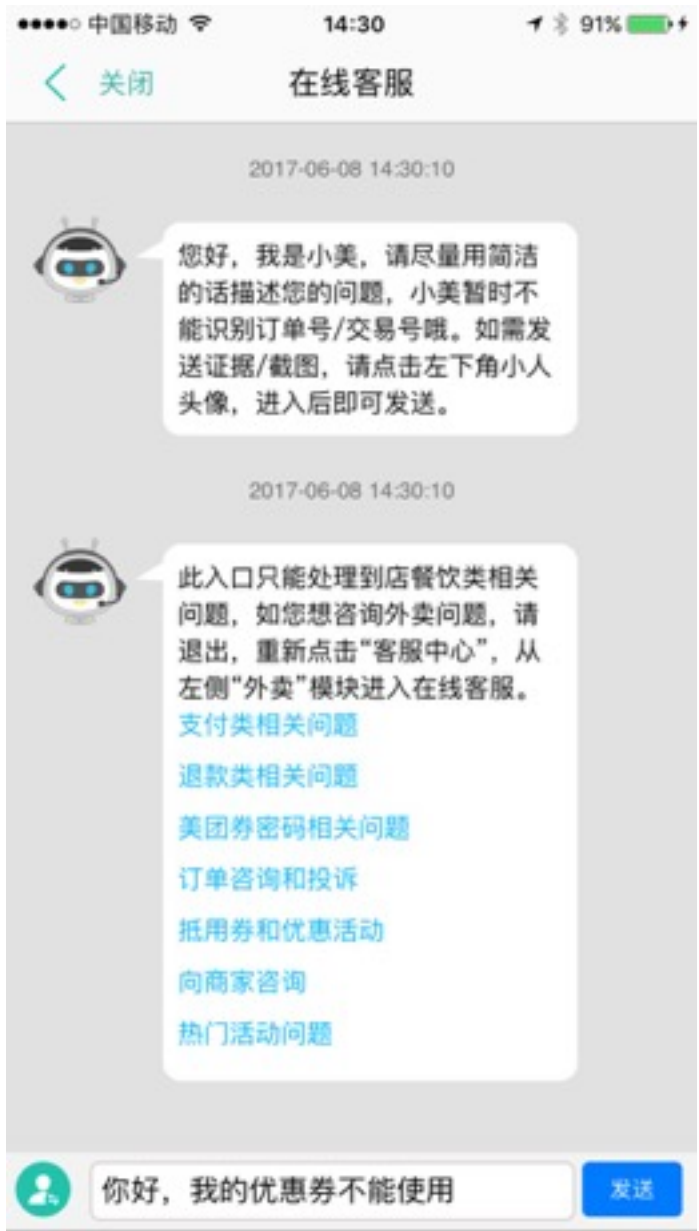 中国移动 14:30 91%
关闭 在线客服
2017-06-08 14:30:10
您好，我是小美，请尽量用简洁
的话描述您的问题，小美暂时不
能识别订单号/交易号哦。如需发
送证据/截图，请点击左下角小人
头像，进入后即可发送。
2017-06-08 14:30:10
此入口只能处理到店餐饮类相关
问题，如您想咨询外卖问题，请
退出，重新点击“客服中心”，从
左侧“外卖”模块进入在线客服。
支付类相关问题
退款类相关问题
美团券密码相关问题
订单咨询和投诉
抵用券和优惠活动
向商家咨询
热门活动问题
你好，我的优惠券不能使用 发送